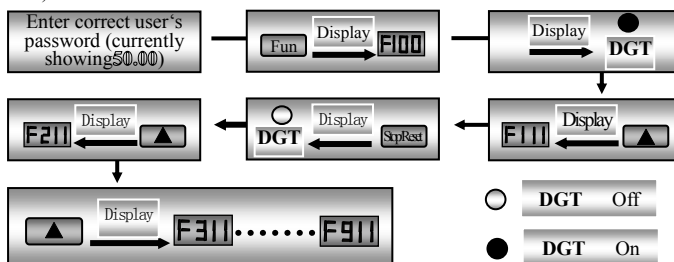 Enter correct user's
password (currently
showing50.00)
Fun
Display
F100
Display
DGT
F211
Display
DGT
Display
Stop\Reset
F111
Display
Display
F311
.......
F911
DGT Off
DGT On